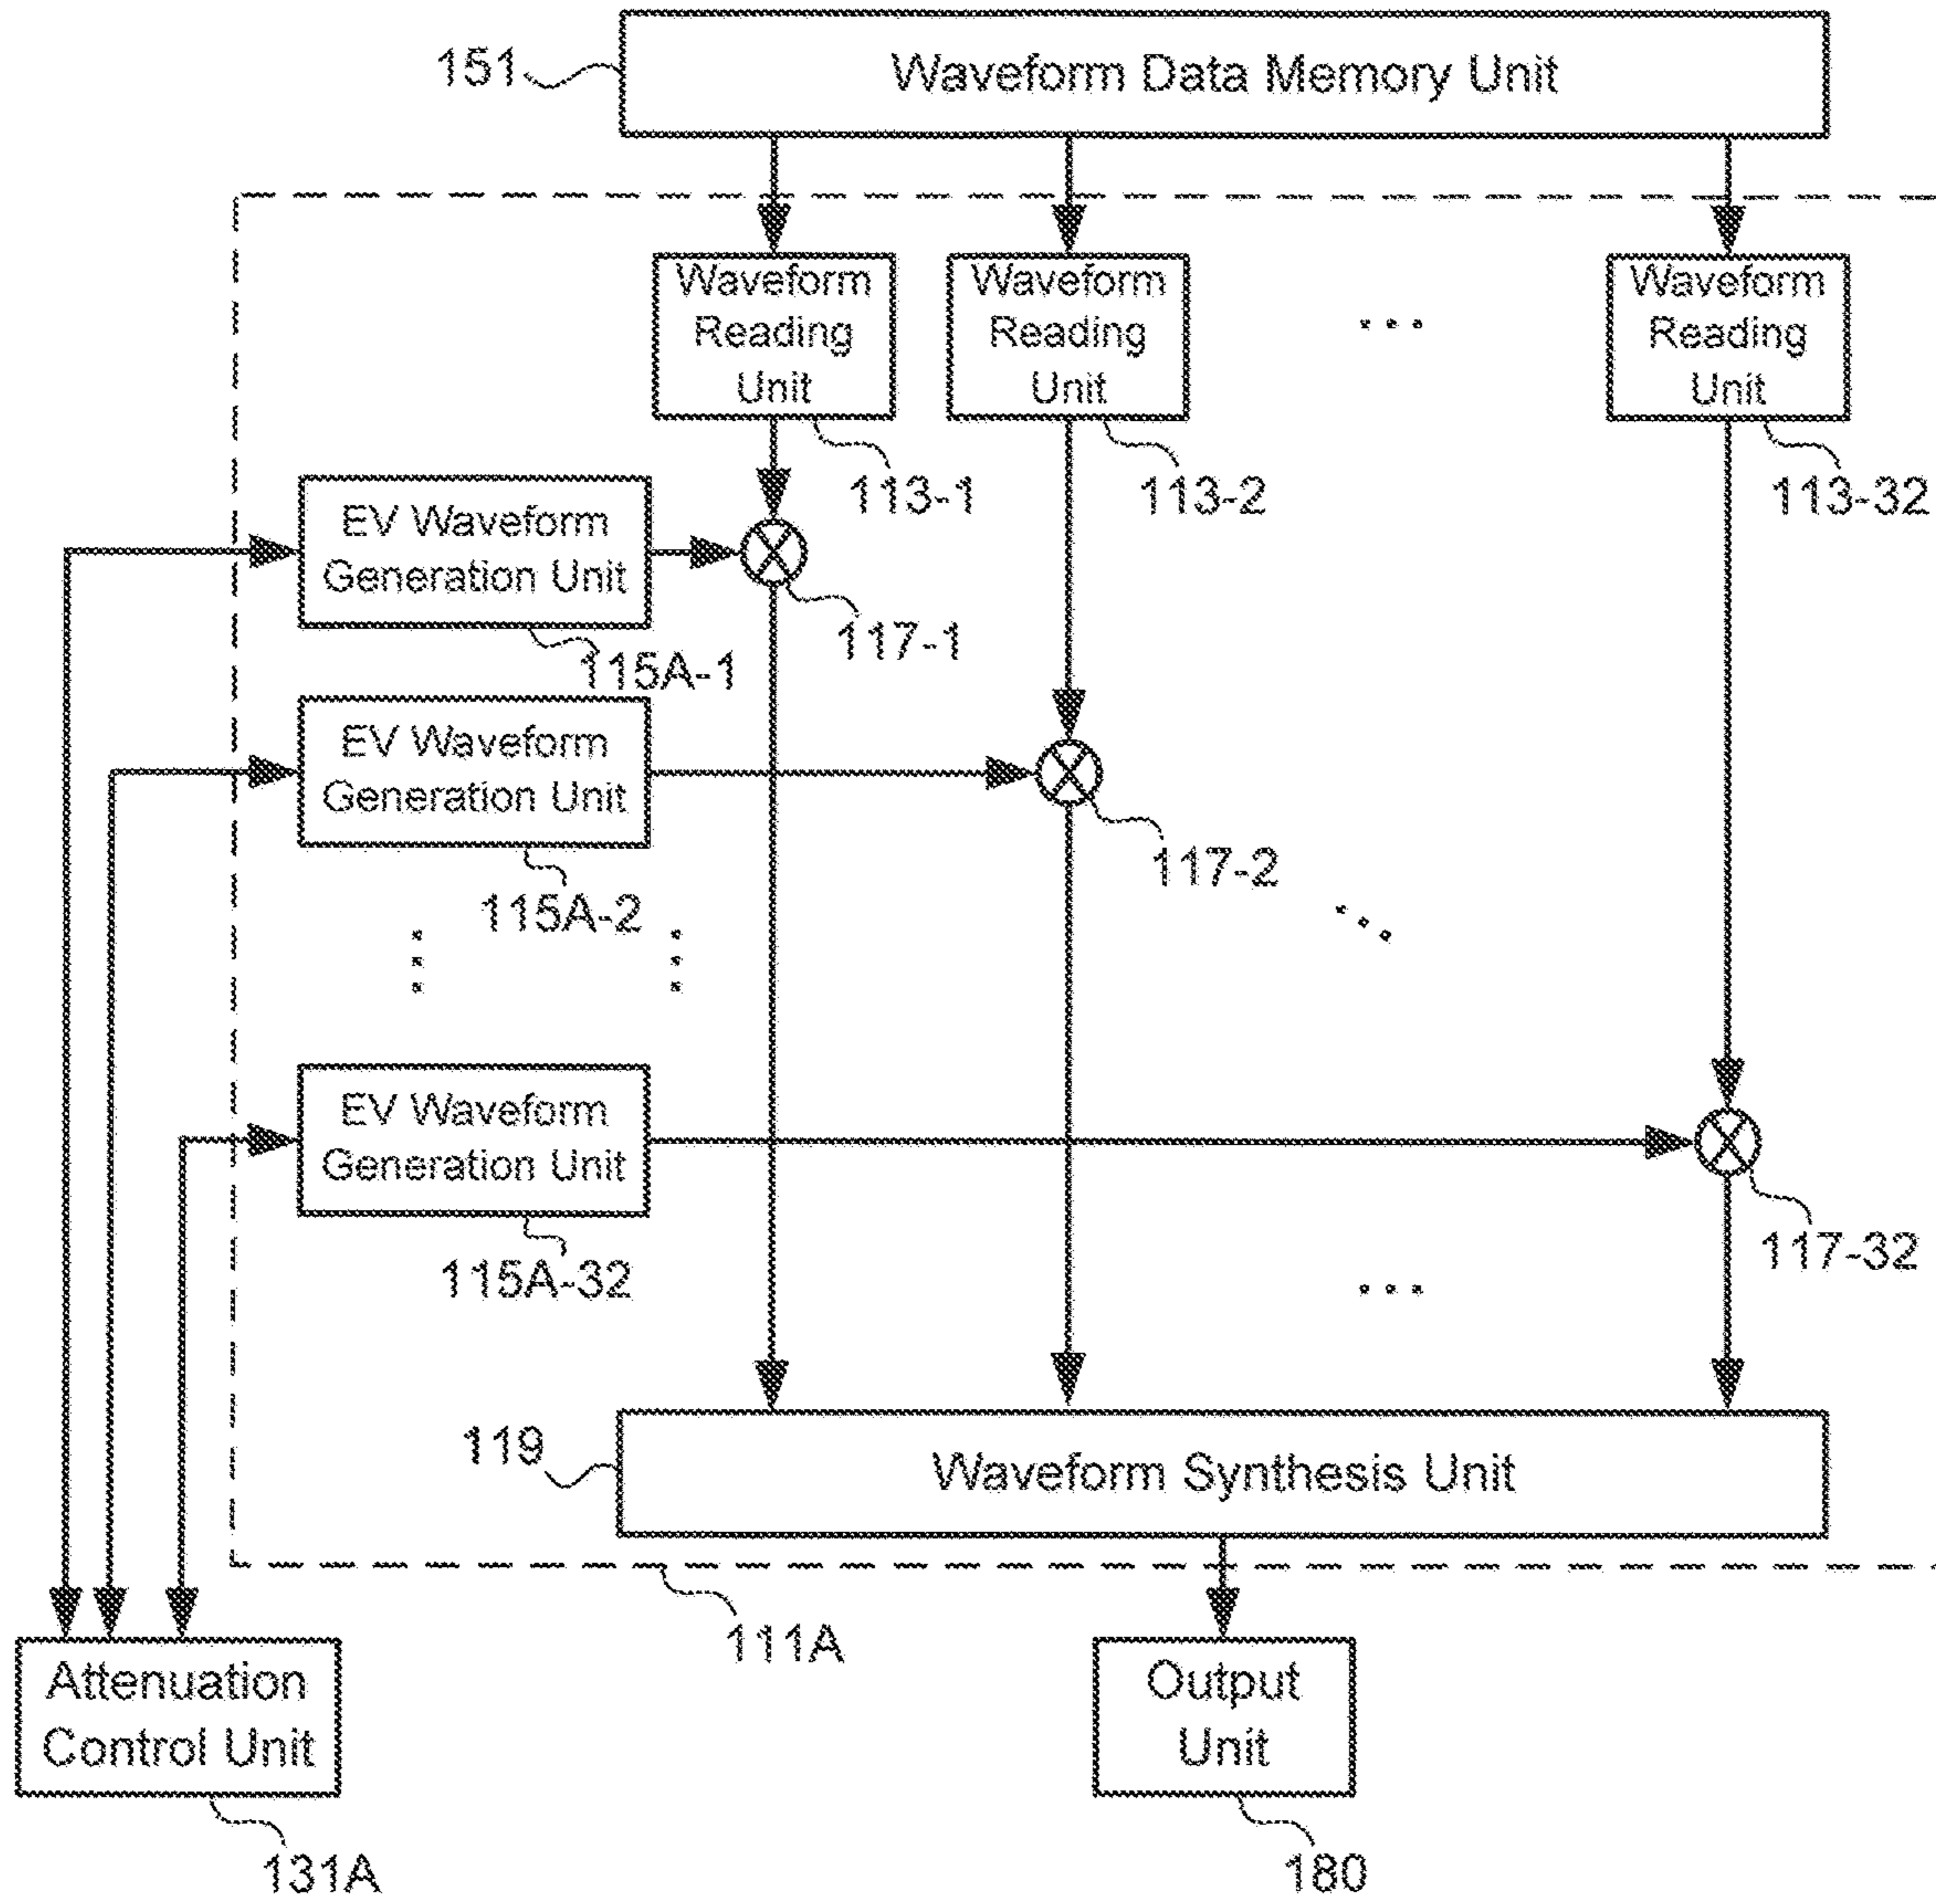 151
Waveform Data Memory Unit
Waveform
Reading
Unit
Waveform
Reading
Unit
...
Waveform
Reading
Unit
113-1
113-2
113-32
EV Waveform
Generation Unit
117-1
115A-1
EV Waveform
Generation Unit
117-2
115A-2
EV Waveform
Generation Unit
117-32
115A-32
...
119
Waveform Synthesis Unit
111A
Attenuation
Control Unit
Output
Unit
131A
180